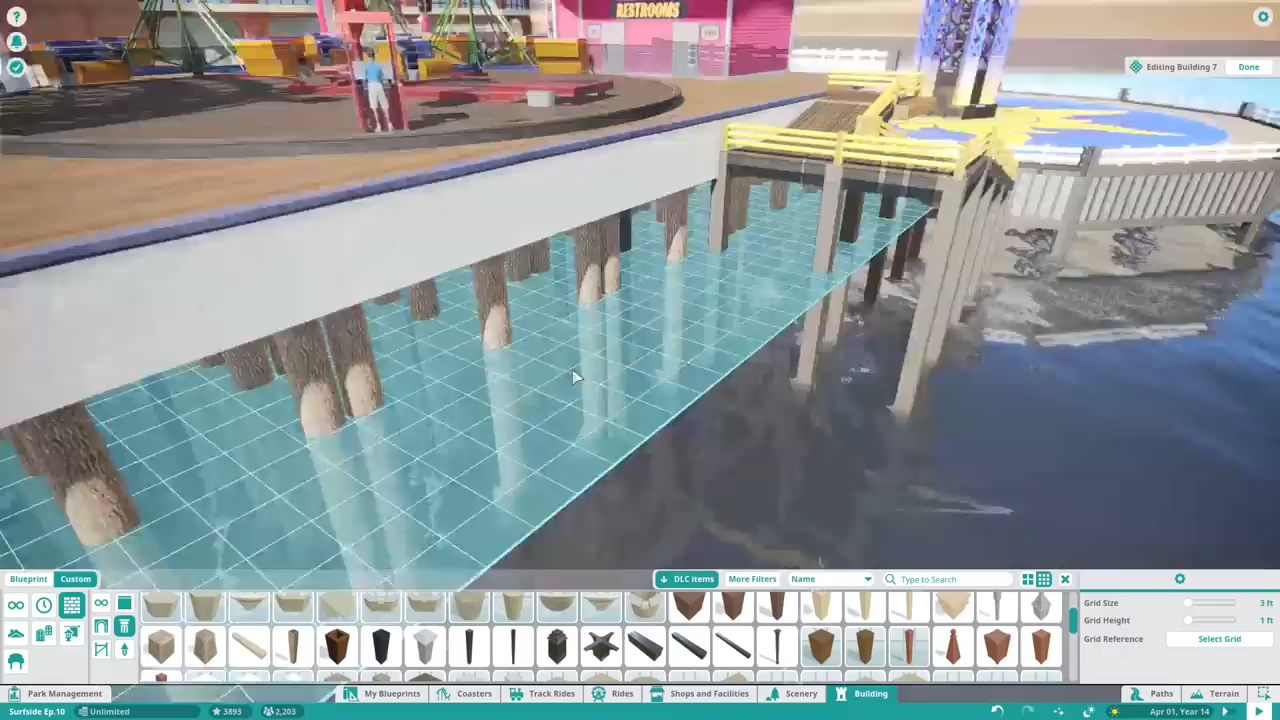 RESTROOMS
?
Editing Building 7
Done
Blueprint
Custom
DLC items
More Filters
Name
Type to Search
Grid Size
3 ft
Grid Height
1 ft
Grid Reference
Select Grid
Park Management
My Blueprints
Coasters
Track Rides
Rides
Shops and Facilities
Scenery
Building
Paths
Terrain
Surfside Ep.10
Unlimited
3893
2,203
Apr 01, Year 14